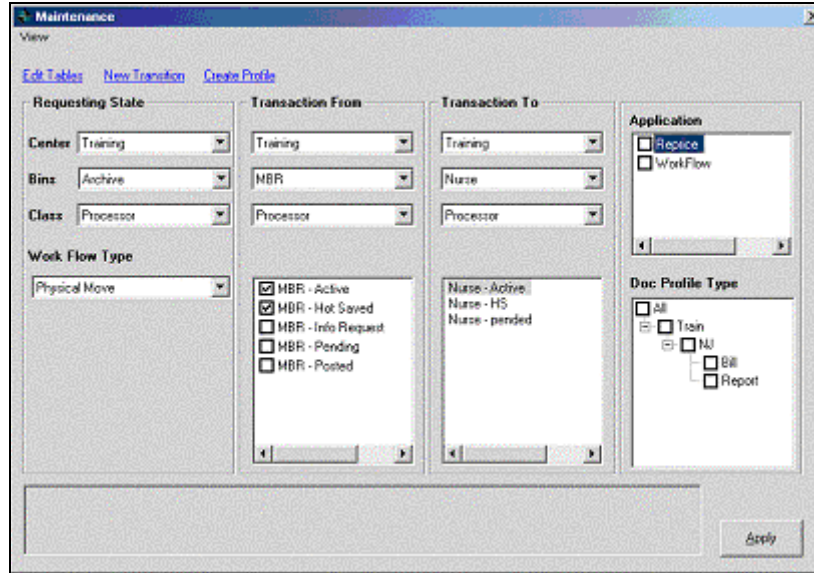 Maintenance
View
Edit Tables New Transition Create Profile
Requesting State
Center Training
Bins Archive
Class Processor
Work Flow Type
Physical Move
Transaction From
Training
MBR
Processor
MBR - Active
MBR - Hot Saved
MBR - Info Request
MBR - Pending
MBR - Posted
Transaction To
Training
Nurse
Processor
Nurse - Active
Nurse - HS
Nurse - pended
Application
Reprice
WorkFlow
Doc Profile Type
All
Train
NJ
Bill
Report
Apply